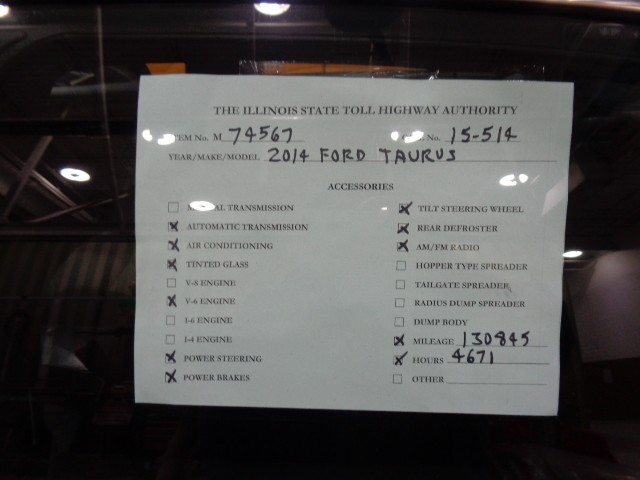 THE ILLINOIS STATE TOLL HIGHWAY AUTHORITY
ITEM No. M 74567 No. 15-514
YEAR/MAKE/MODEL 2014 FORD TAURUS
ACCESSORIES
TRANSMISSION
AUTOMATIC TRANSMISSION
AIR CONDITIONING
TINTED GLASS
V-8 ENGINE
V-6 ENGINE
I-6 ENGINE
I-4 ENGINE
POWER STEERING
POWER BRAKES
TILT STEERING WHEEL
REAR DEFROSTER
AM/FM RADIO
HOPPER TYPE SPREADER
TAILGATE SPREADER
RADIUS DUMP SPREADER
DUMP BODY
MILEAGE 130845
HOURS 4671
OTHER